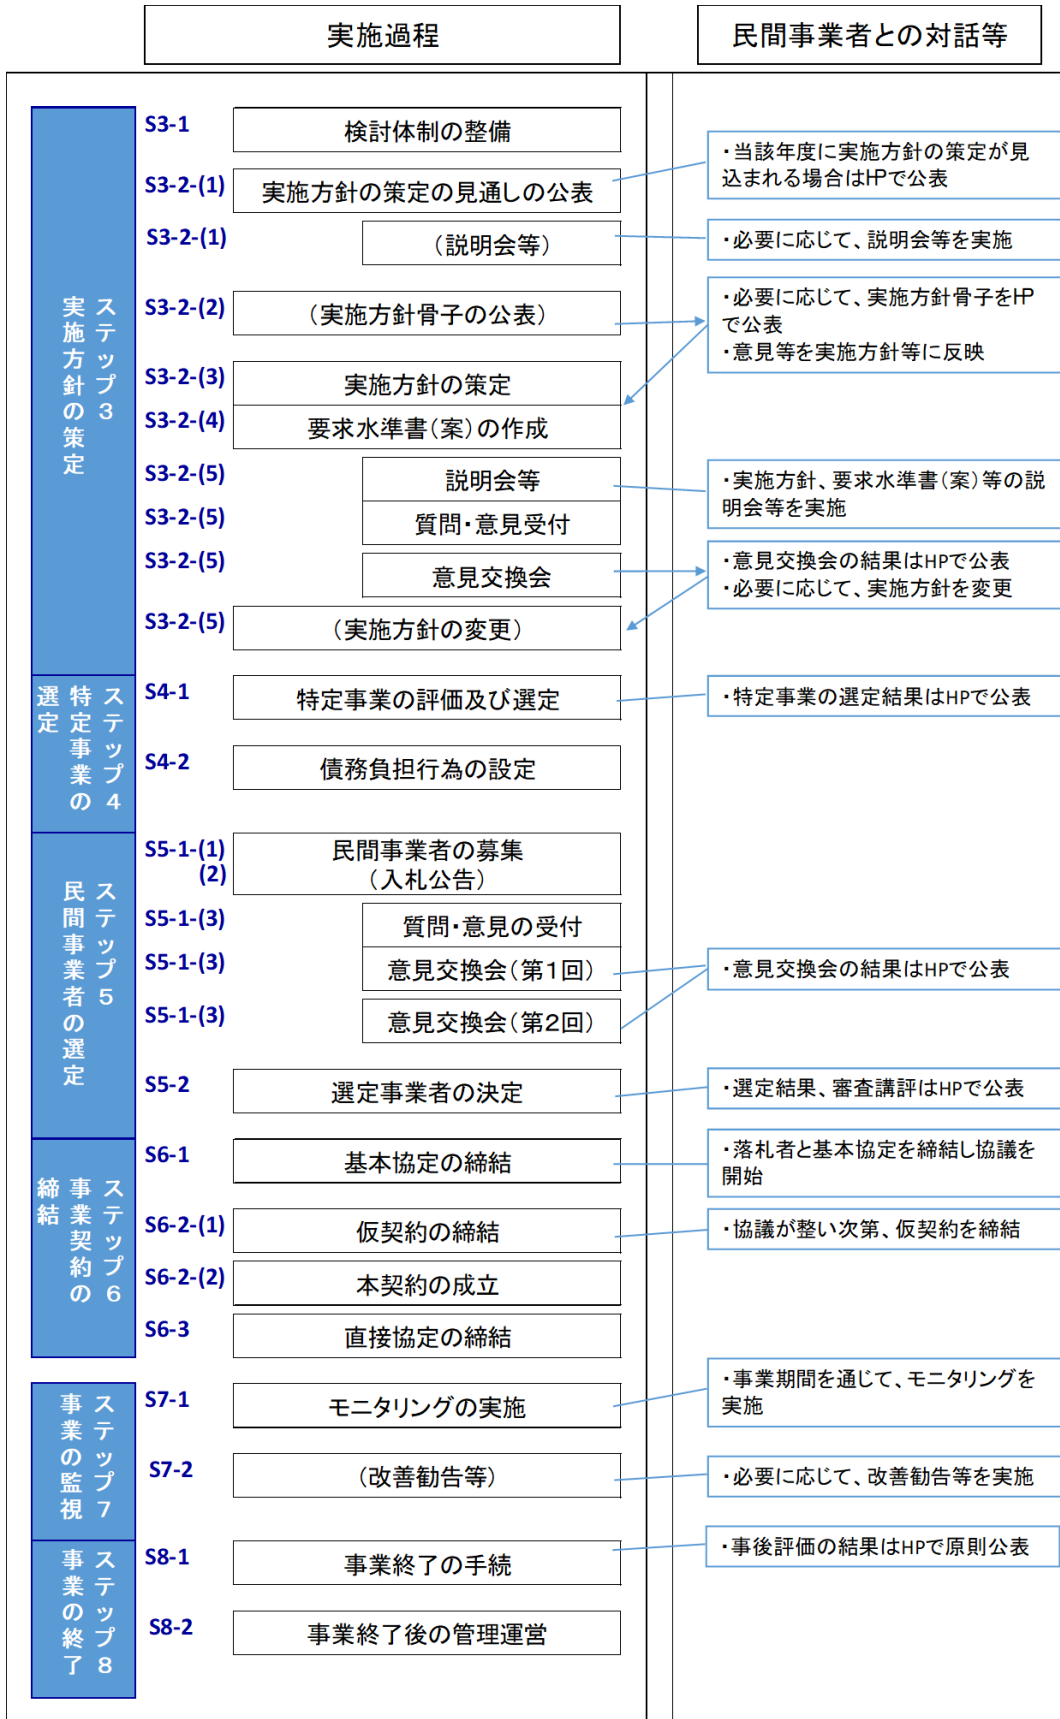 実施過程
民間事業者との対話等
ステップ3
実施方針の策定
S3-1
検討体制の整備
S3-2-(1)
実施方針の策定の見通しの公表
・当該年度に実施方針の策定が見
込まれる場合はHPで公表
S3-2-(1)
(説明会等)
・必要に応じて、説明会等を実施
S3-2-(2)
(実施方針骨子の公表)
・必要に応じて、実施方針骨子をHP
で公表
・意見等を実施方針等に反映
S3-2-(3)
実施方針の策定
S3-2-(4)
要求水準書(案)の作成
S3-2-(5)
説明会等
・実施方針、要求水準書(案)等の説
明会等を実施
S3-2-(5)
質問・意見受付
S3-2-(5)
意見交換会
・意見交換会の結果はHPで公表
・必要に応じて、実施方針を変更
S3-2-(5)
(実施方針の変更)
ステップ4
特定事業の
選定
S4-1
特定事業の評価及び選定
・特定事業の選定結果はHPで公表
S4-2
債務負担行為の設定
ステップ5
民間事業者の選定
S5-1-(1)
(2)
民間事業者の募集
(入札公告)
S5-1-(3)
質問・意見の受付
S5-1-(3)
意見交換会(第1回)
・意見交換会の結果はHPで公表
S5-1-(3)
意見交換会(第2回)
S5-2
選定事業者の決定
・選定結果、審査講評はHPで公表
ステップ6
事業契約の
締結
S6-1
基本協定の締結
・落札者と基本協定を締結し協議を
開始
S6-2-(1)
仮契約の締結
・協議が整い次第、仮契約を締結
S6-2-(2)
本契約の成立
S6-3
直接協定の締結
ステップ7
事業の監視
S7-1
モニタリングの実施
・事業期間を通じて、モニタリングを
実施
S7-2
(改善勧告等)
・必要に応じて、改善勧告等を実施
ステップ8
事業の終了
S8-1
事業終了の手続
・事後評価の結果はHPで原則公表
S8-2
事業終了後の管理運営